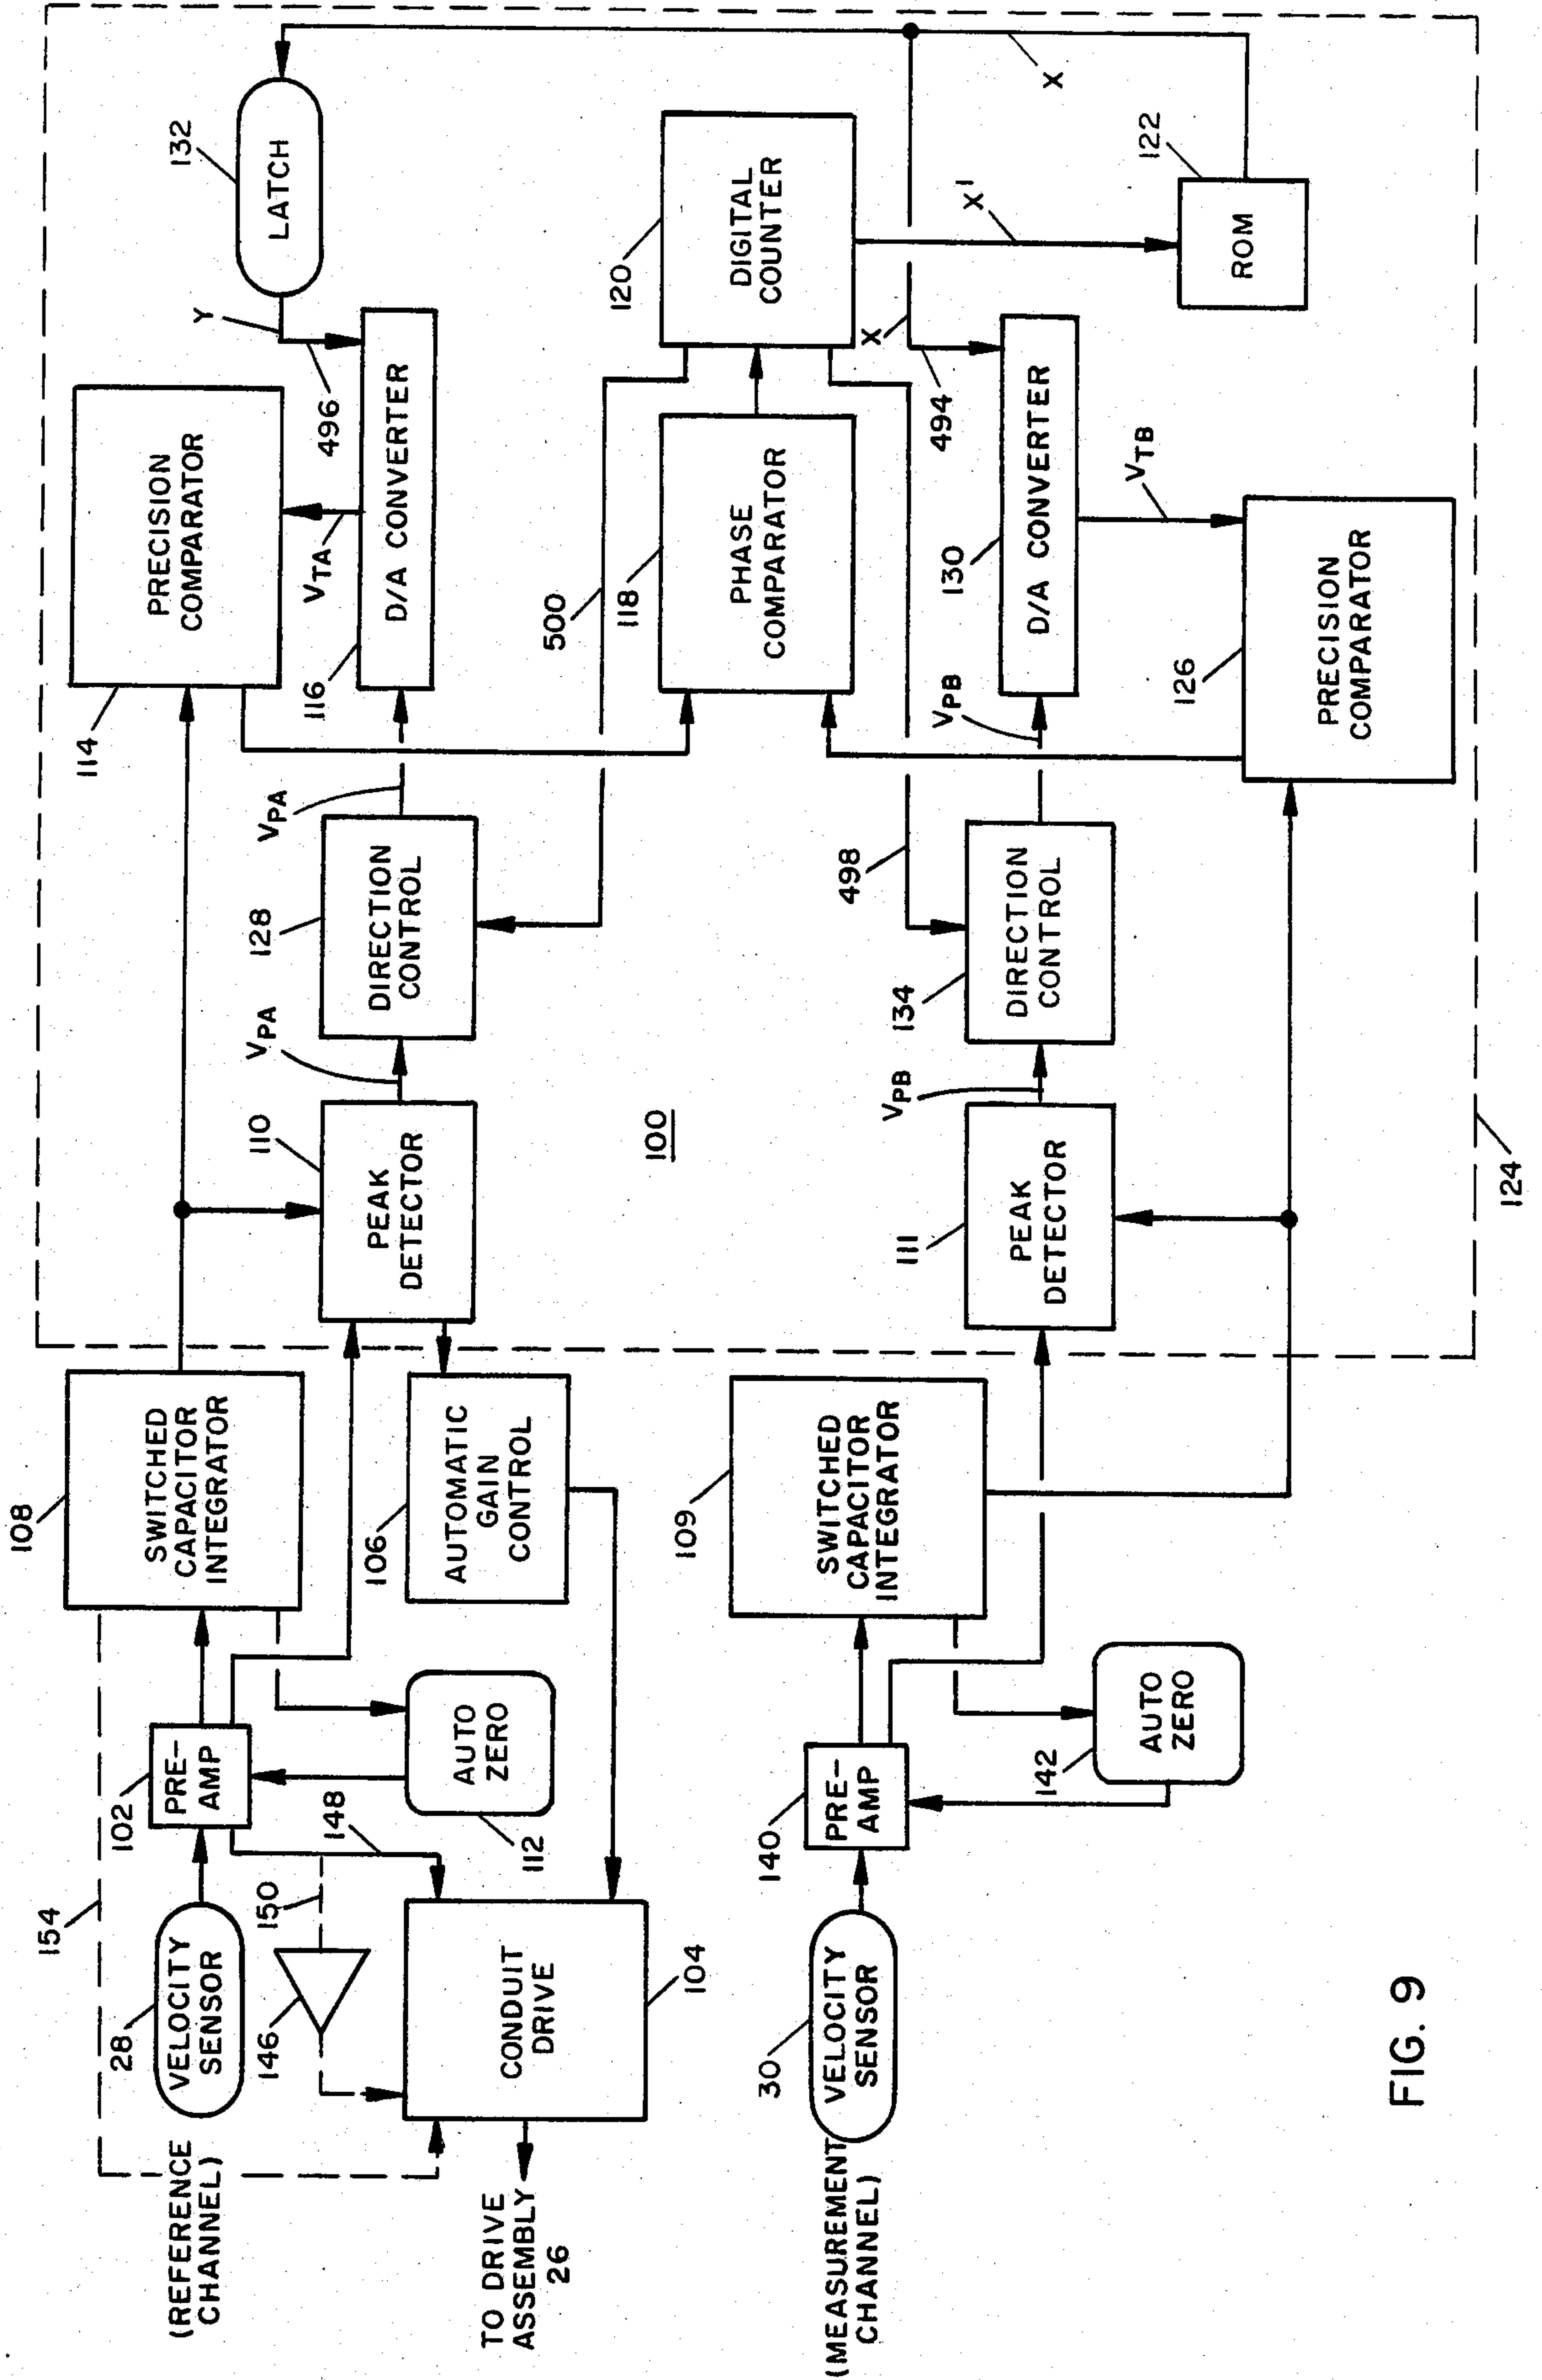 (REFERENCE
CHANNEL)
28
VELOCITY
SENSOR
154
102
PRE-
AMP
108
SWITCHED
CAPACITOR
INTEGRATOR
146
150
148
AUTO
ZERO
112
106
AUTOMATIC
GAIN
CONTROL
CONDUIT
DRIVE
104
TO DRIVE
ASSEMBLY
26
110
PEAK
DETECTOR
VPA
128
DIRECTION
CONTROL
VPA
114
PRECISION
COMPARATOR
VTA
116
D/A CONVERTER
496
Y
132
LATCH
100
500
118
PHASE
COMPARATOR
120
DIGITAL
COUNTER
X'
122
ROM
X
X
494
498
(MEASUREMENT
CHANNEL)
30
VELOCITY
SENSOR
140
PRE-
AMP
109
SWITCHED
CAPACITOR
INTEGRATOR
142
AUTO
ZERO
111
PEAK
DETECTOR
VPB
134
DIRECTION
CONTROL
VPB
130
D/A CONVERTER
VTB
126
PRECISION
COMPARATOR
124
FIG. 9